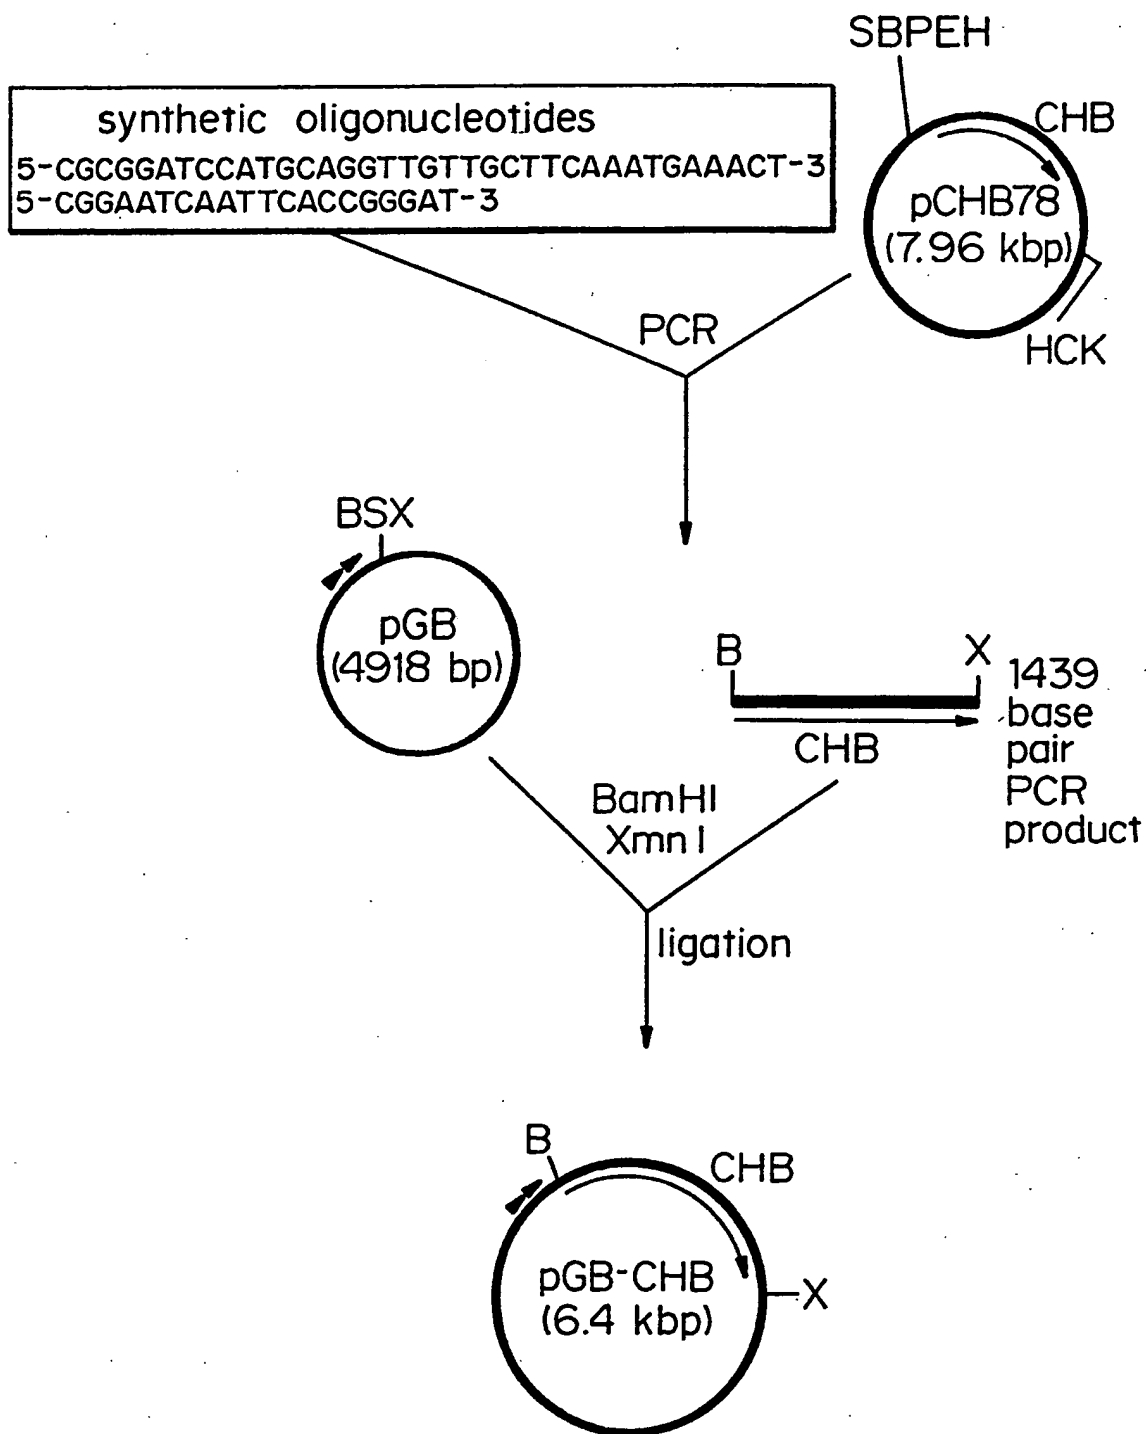 SBPEH
synthetic oligonucleotides
5-CGCGGATCCATGCAGGTTGTTGCTTCAAATGAAACT-3
5-CGGAATCAATTCACCGGGAT-3
CHB
pCHB78
(7.96 kbp)
HCK
PCR
BSX
pGB
(4918 bp)
B
X
CHB
1439
base
pair
PCR
product
BamHI
XmnI
ligation
B
CHB
pGB-CHB
(6.4 kbp)
X